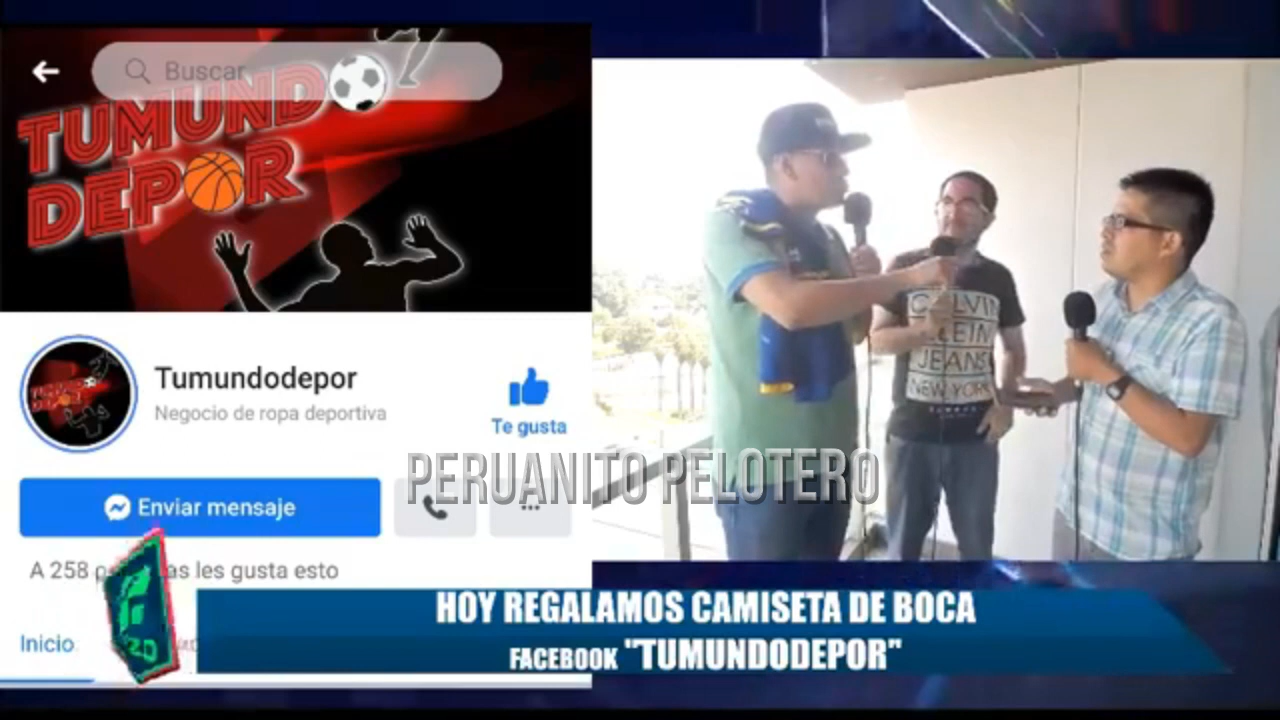 Buscar
TUMUNDO
DEPOR
Tumundodepor
Negocio de ropa deportiva
Te gusta
Enviar mensaje
PERUANITO PELOTERO
CALVIN
KLEIN
JEANS
NEW YORK
A 258 les gusta esto
Inicio
HOY REGALAMOS CAMISETA DE BOCA
FACEBOOK "TUMUNDODEPOR"